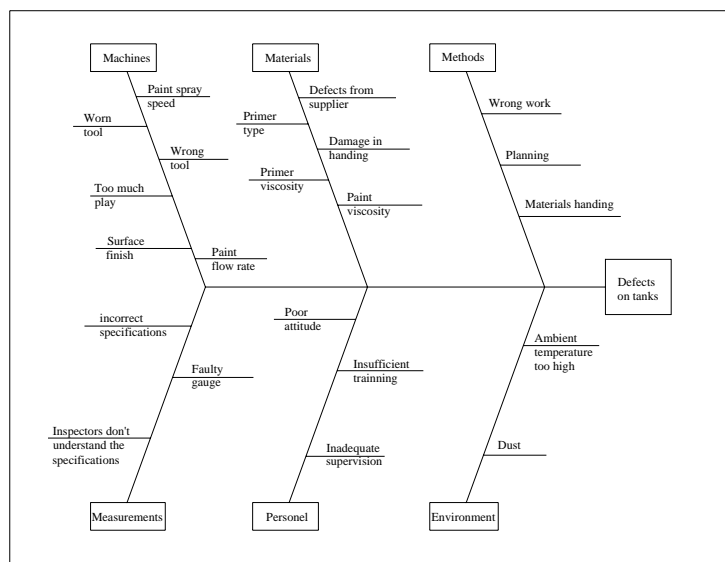 Machines
Materials
Methods
Paint spray
speed
Worn
tool
Wrong
tool
Too much
play
Surface
finish
Paint
flow rate
Defects from
supplier
Primer
type
Damage in
handing
Primer
viscosity
Paint
viscosity
Wrong work
Planning
Materials handing
Defects
on tanks
incorrect
specifications
Faulty
gauge
Inspectors don't
understand the
specifications
Poor
attitude
Insufficient
trainning
Inadequate
supervision
Ambient
temperature
too high
Dust
Measurements
Personel
Environment